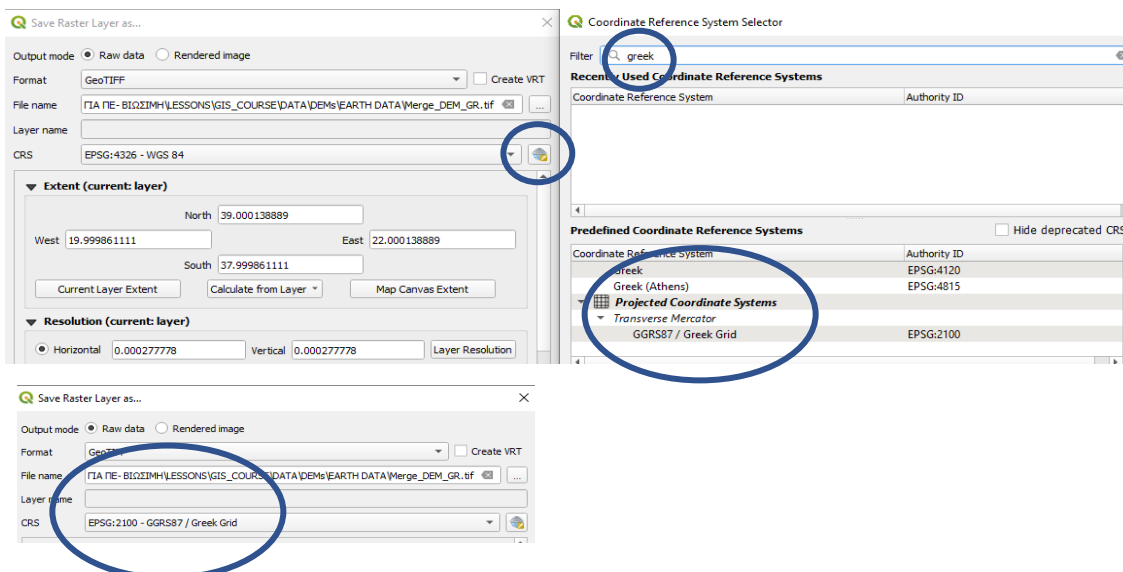 Save Raster Layer as...
Output mode Raw data Rendered image
Format GeoTIFF Create VRT
File name ΓΙΑ ΠΕ- ΒΙΩΣΙΜΗ\LESSONS\GIS_COURSE\DATA\DEMs\EARTH DATA\Merge_DEM_GR.tif ...
Layer name
CRS EPSG:4326 - WGS 84
Extent (current: layer)
North 39.000138889
West 19.999861111 East 22.000138889
South 37.999861111
Current Layer Extent Calculate from Layer Map Canvas Extent
Resolution (current: layer)
Horizontal 0.000277778 Vertical 0.000277778 Layer Resolution
Coordinate Reference System Selector
Filter greek
Recently Used Coordinate Reference Systems
Coordinate Reference System Authority ID
Predefined Coordinate Reference Systems Hide deprecated CRS
Coordinate Reference System Authority ID
Greek EPSG:4120
Greek (Athens) EPSG:4815
Projected Coordinate Systems
Transverse Mercator
GGRS87 / Greek Grid EPSG:2100
Save Raster Layer as...
Output mode Raw data Rendered image
Format GeoTIFF Create VRT
File name ΓΙΑ ΠΕ- ΒΙΩΣΙΜΗ\LESSONS\GIS_COURSE\DATA\DEMs\EARTH DATA\Merge_DEM_GR.tif ...
Layer name
CRS EPSG:2100 - GGRS87 / Greek Grid